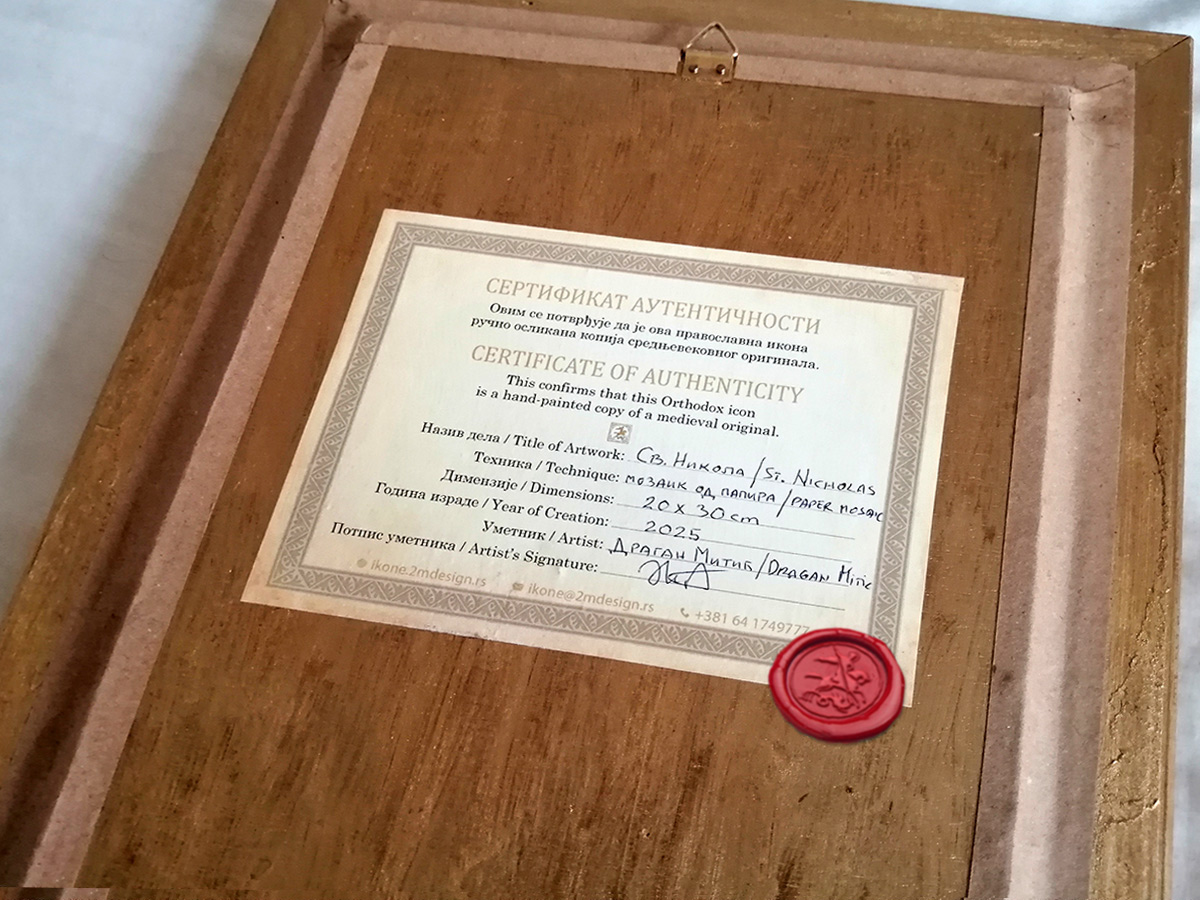 СЕРТИФИКАТ АУТЕНТИЧНОСТИ
Овим се потврђује да је ова православна икона
ручно осликана копија средњевековног оригинала.
CERTIFICATE OF AUTHENTICITY
This confirms that this Orthodox icon
is a hand-painted copy of a medieval original.
Назив дела / Title of Artwork: Св. Никола / St. Nicholas
Техника / Technique: мозаик од папира / paper mosaic
Димензије / Dimensions: 20 x 30 cm
Година израде / Year of Creation: 2025
Уметник / Artist: Драган Митић / Dragan Mitic
Потпис уметника / Artist's Signature:
ikone.2mdesign.rs ikone@2mdesign.rs +381 64 1749777